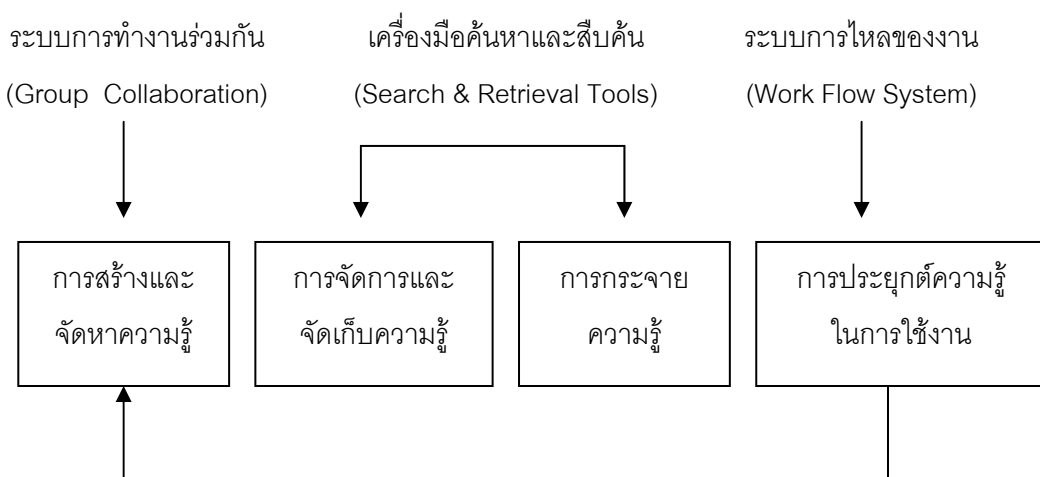 ระบบการทำงานร่วมกัน
(Group Collaboration)
เครื่องมือค้นหาและสืบค้น
(Search & Retrieval Tools)
ระบบการไหลของงาน
(Work Flow System)
การสร้างและ
จัดหาความรู้
การจัดการและ
จัดเก็บความรู้
การกระจาย
ความรู้
การประยุกต์ความรู้
ในการใช้งาน